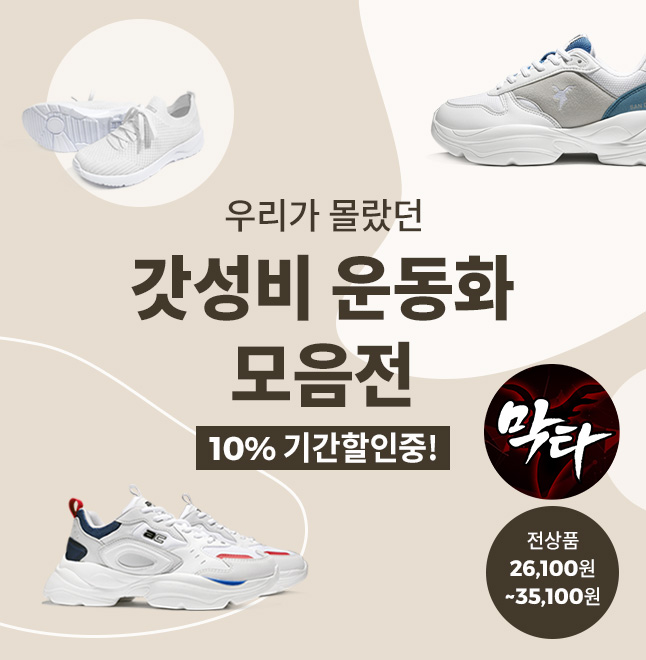 우리가 몰랐던
갓성비 운동화
모음전
10% 기간할인중!
막타
전상품
26,100원
~35,100원